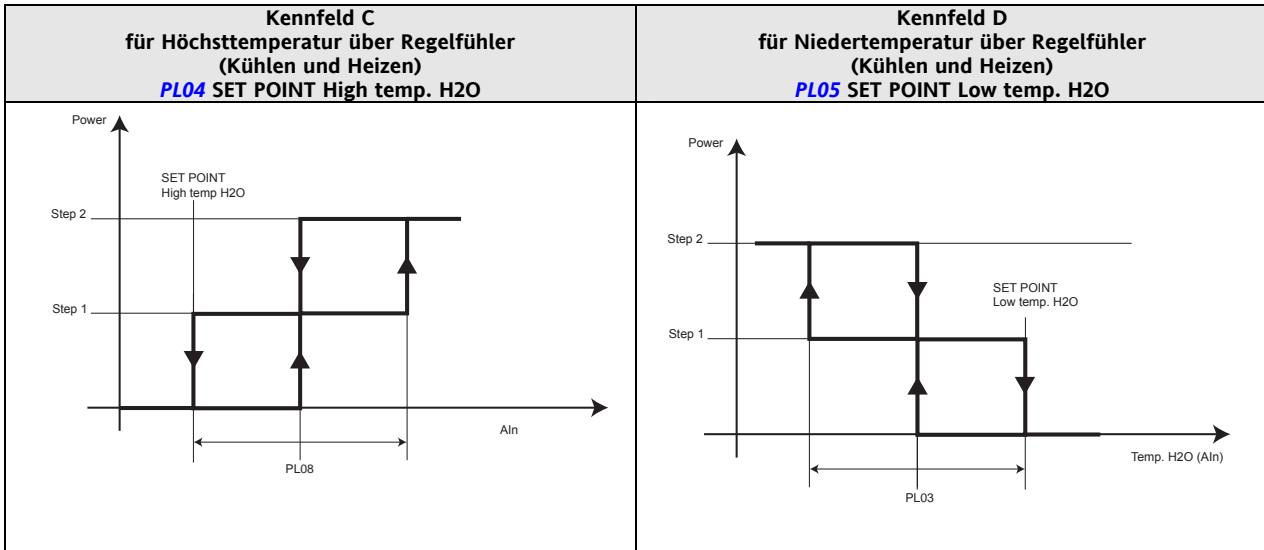 Kennfeld C
für Höchsttemperatur über Regelfühler
(Kühlen und Heizen)
PL04 SET POINT High temp. H2O
Kennfeld D
für Niedertemperatur über Regelfühler
(Kühlen und Heizen)
PL05 SET POINT Low temp. H2O
Power
SET POINT
High temp H2O
Step 2
Step 1
AIn
PL08
Power
Step 2
SET POINT
Low temp. H2O
Step 1
Temp. H2O (AIn)
PL03